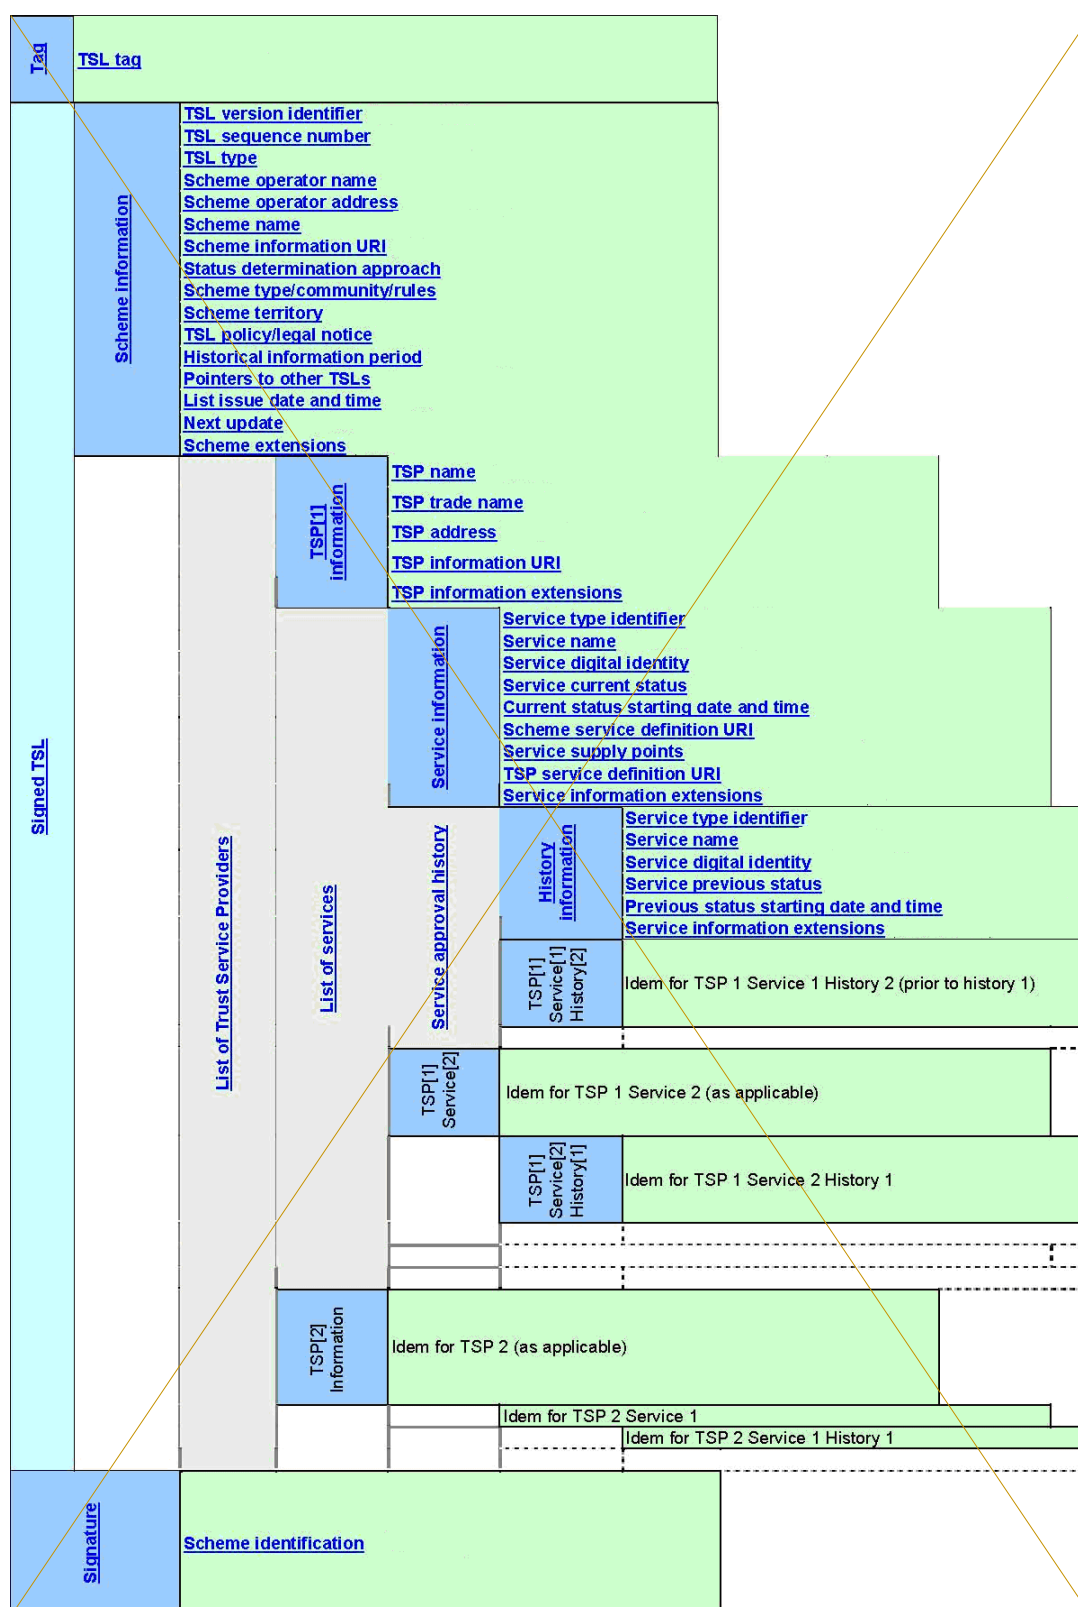 Tag
TSL tag
Signed TSL
Scheme information
TSL version identifier
TSL sequence number
TSL type
Scheme operator name
Scheme operator address
Scheme name
Scheme information URI
Status determination approach
Scheme type/community/rules
Scheme territory
TSL policy/legal notice
Historical information period
Pointers to other TSLs
List issue date and time
Next update
Scheme extensions
List of Trust Service Providers
TSP[1]
information
TSP name
TSP trade name
TSP address
TSP information URI
TSP information extensions
List of services
Service information
Service type identifier
Service name
Service digital identity
Service current status
Current status starting date and time
Scheme service definition URI
Service supply points
TSP service definition URI
Service information extensions
Service approval history
History
information
Service type identifier
Service name
Service digital identity
Service previous status
Previous status starting date and time
Service information extensions
TSP[1]
Service[1]
History[2]
Idem for TSP 1 Service 1 History 2 (prior to history 1)
TSP[1]
Service[2]
Idem for TSP 1 Service 2 (as applicable)
TSP[1]
Service[2]
History[1]
Idem for TSP 1 Service 2 History 1
TSP[2]
Information
Idem for TSP 2 (as applicable)
Idem for TSP 2 Service 1
Idem for TSP 2 Service 1 History 1
Signature
Scheme identification